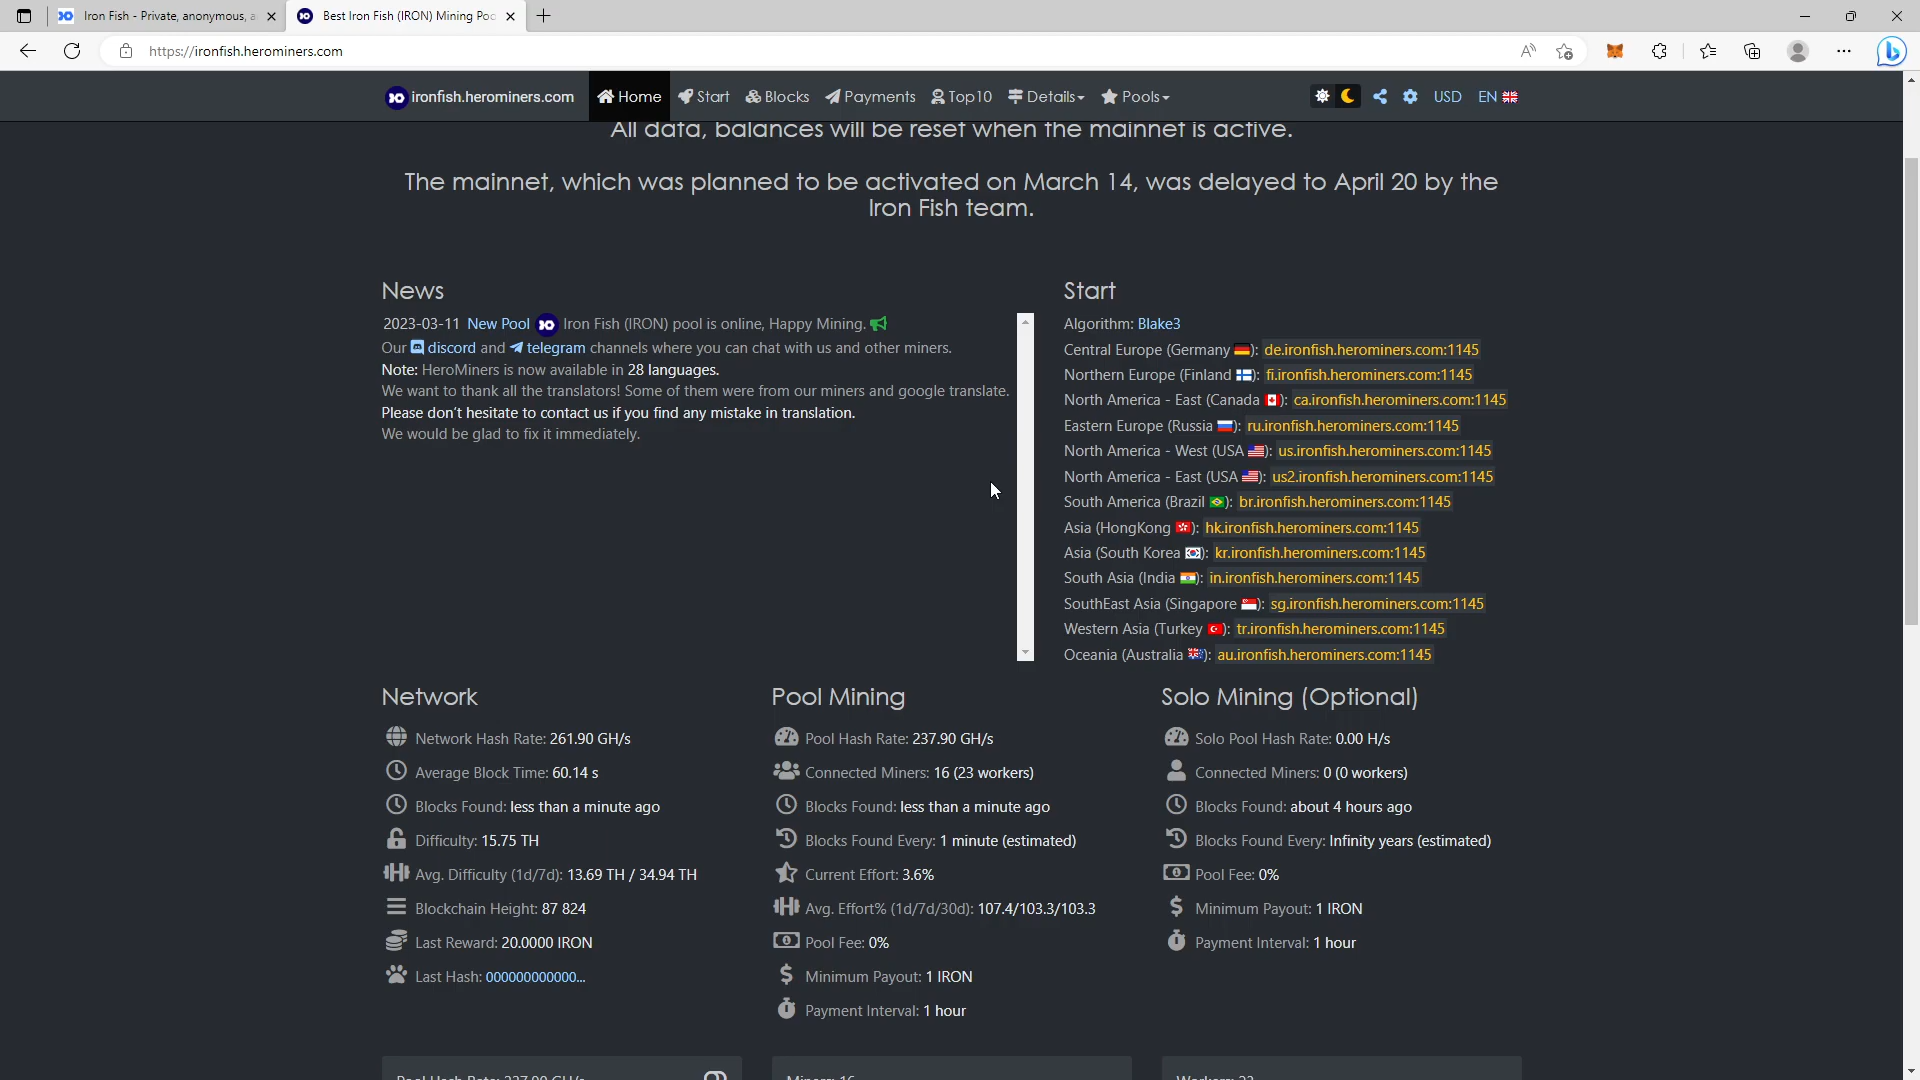 Iron Fish - Private, anonymous, a
Best Iron Fish (IRON) Mining Poo
https://ironfish.herominers.com
ironfish.herominers.com Home Start Blocks Payments Top10 Details Pools USD EN
All data, balances will be reset when the mainnet is active.
The mainnet, which was planned to be activated on March 14, was delayed to April 20 by the
Iron Fish team.
News
2023-03-11 New Pool Iron Fish (IRON) pool is online, Happy Mining.
Our discord and telegram channels where you can chat with us and other miners.
Note: HeroMiners is now available in 28 languages.
We want to thank all the translators! Some of them were from our miners and google translate.
Please don't hesitate to contact us if you find any mistake in translation.
We would be glad to fix it immediately.
Start
Algorithm: Blake3
Central Europe (Germany ): de.ironfish.herominers.com:1145
Northern Europe (Finland ): fi.ironfish.herominers.com:1145
North America - East (Canada ): ca.ironfish.herominers.com:1145
Eastern Europe (Russia ): ru.ironfish.herominers.com:1145
North America - West (USA ): us.ironfish.herominers.com:1145
North America - East (USA ): us2.ironfish.herominers.com:1145
South America (Brazil ): br.ironfish.herominers.com:1145
Asia (HongKong ): hk.ironfish.herominers.com:1145
Asia (South Korea ): kr.ironfish.herominers.com:1145
South Asia (India ): in.ironfish.herominers.com:1145
SouthEast Asia (Singapore ): sg.ironfish.herominers.com:1145
Western Asia (Turkey ): tr.ironfish.herominers.com:1145
Oceania (Australia ): au.ironfish.herominers.com:1145
Network
Network Hash Rate: 261.90 GH/s
Average Block Time: 60.14 s
Blocks Found: less than a minute ago
Difficulty: 15.75 TH
Avg. Difficulty (1d/7d): 13.69 TH / 34.94 TH
Blockchain Height: 87 824
Last Reward: 20.0000 IRON
Last Hash: 000000000000...
Pool Mining
Pool Hash Rate: 237.90 GH/s
Connected Miners: 16 (23 workers)
Blocks Found: less than a minute ago
Blocks Found Every: 1 minute (estimated)
Current Effort: 3.6%
Avg. Effort% (1d/7d/30d): 107.4/103.3/103.3
Pool Fee: 0%
Minimum Payout: 1 IRON
Payment Interval: 1 hour
Solo Mining (Optional)
Solo Pool Hash Rate: 0.00 H/s
Connected Miners: 0 (0 workers)
Blocks Found: about 4 hours ago
Blocks Found Every: Infinity years (estimated)
Pool Fee: 0%
Minimum Payout: 1 IRON
Payment Interval: 1 hour
Pool Hash Rate: 237.90 GH/s
Miners: 16
Workers: 23